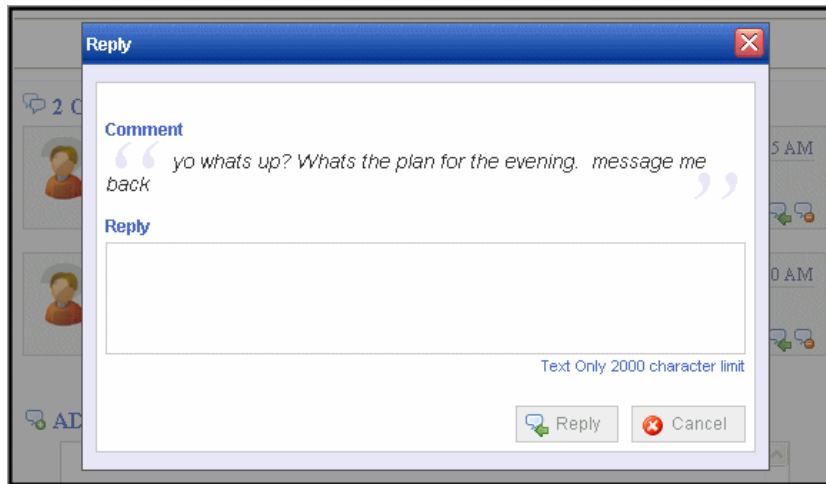 Reply
2 C
5 AM
Comment
“ yo whats up? Whats the plan for the evening.  message me
back ”
Reply
0 AM
Text Only 2000 character limit
AD
Reply
Cancel